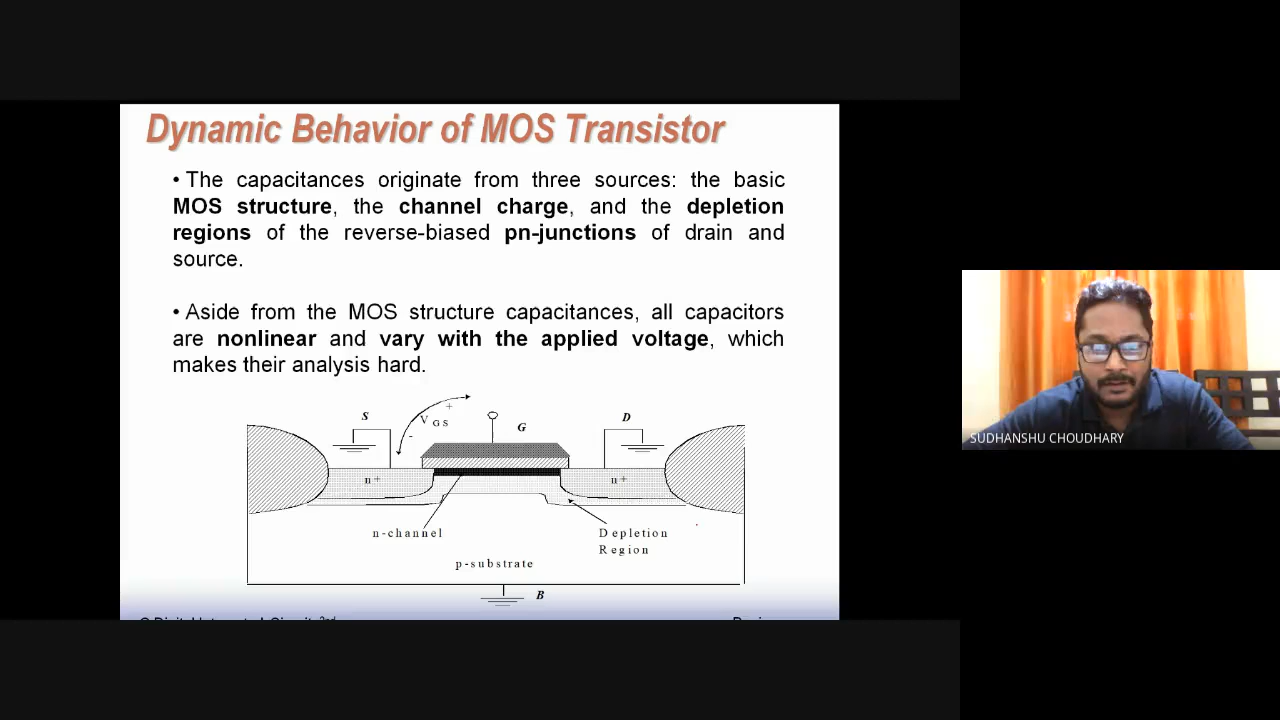 Dynamic Behavior of MOS Transistor
• The capacitances originate from three sources: the basic
MOS structure, the channel charge, and the depletion
regions of the reverse-biased pn-junctions of drain and
source.
• Aside from the MOS structure capacitances, all capacitors
are nonlinear and vary with the applied voltage, which
makes their analysis hard.
S
+
V GS
-
G
D
n+
n+
n-channel
Depletion
Region
p-substrate
B
SUDHANSHU CHOUDHARY